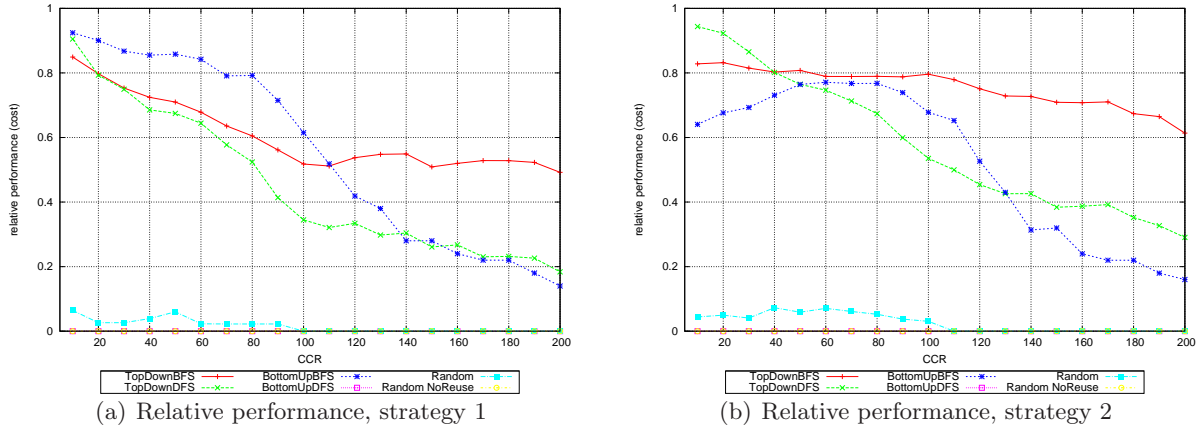 1
0.8
0.6
0.4
0.2
0
relative performance (cost)
20 40 60 80 100 120 140 160 180 200
CCR
TopDownBFS BottomUpBFS Random
TopDownDFS BottomUpDFS Random NoReuse
(a) Relative performance, strategy 1
1
0.8
0.6
0.4
0.2
0
relative performance (cost)
20 40 60 80 100 120 140 160 180 200
CCR
TopDownBFS BottomUpBFS Random
TopDownDFS BottomUpDFS Random NoReuse
(b) Relative performance, strategy 2